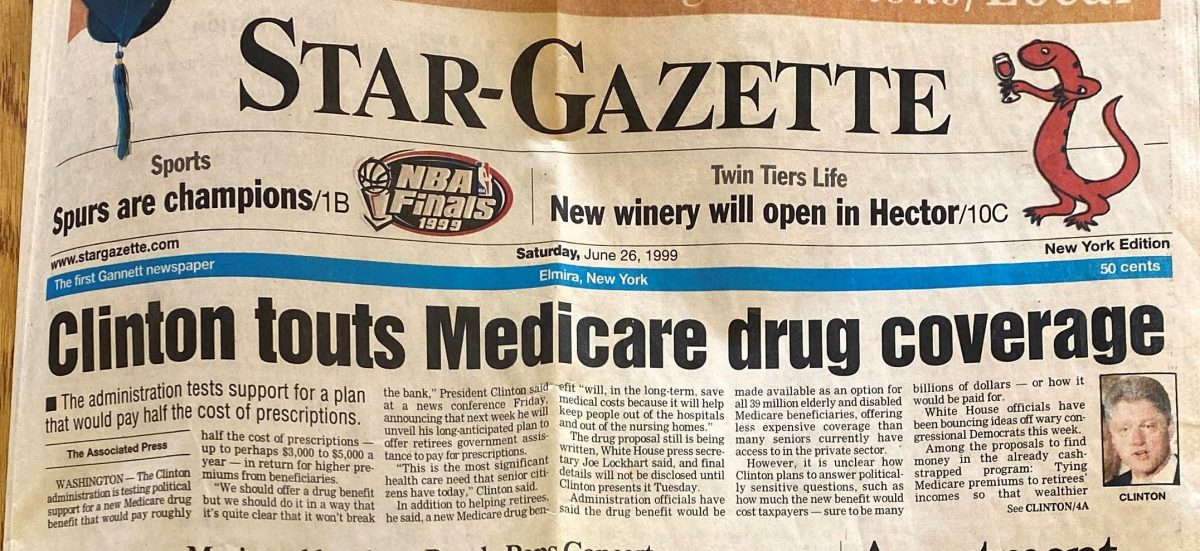 STAR-GAZETTE
Sports
Spurs are champions/1B
NBA
Finals
1999
Twin Tiers Life
New winery will open in Hector/10C
www.stargazette.com
Saturday, June 26, 1999
New York Edition
The first Gannett newspaper
Elmira, New York
50 cents
Clinton touts Medicare drug coverage
■ The administration tests support for a plan
that would pay half the cost of prescriptions.
The Associated Press
WASHINGTON — The Clinton
administration is testing political
support for a new Medicare drug
benefit that would pay roughly
half the cost of prescriptions —
up to perhaps $3,000 to $5,000 a
year — in return for higher pre-
miums from beneficiaries.
"We should offer a drug benefit
but we should do it in a way that
it's quite clear that it won't break
the bank," President Clinton said
at a news conference Friday,
announcing that next week he will
unveil his long-anticipated plan to
offer retirees government assis-
tance to pay for prescriptions.
"This is the most significant
health care need that senior citi-
zens have today," Clinton said.
In addition to helping retirees,
he said, a new Medicare drug ben-
efit "will, in the long-term, save
medical costs because it will help
keep people out of the hospitals
and out of the nursing homes."
The drug proposal still is being
written, White House press secre-
tary Joe Lockhart said, and final
details will not be disclosed until
Clinton presents it Tuesday.
Administration officials have
said the drug benefit would be
made available as an option for
all 39 million elderly and disabled
Medicare beneficiaries, offering
less expensive coverage than
many seniors currently have
access to in the private sector.
However, it is unclear how
Clinton plans to answer political-
ly sensitive questions, such as
how much the new benefit would
cost taxpayers — sure to be many
billions of dollars — or how it
would be paid for.
White House officials have
been bouncing ideas off wary con-
gressional Democrats this week.
Among the proposals to find
money in the already cash-
strapped program: Tying
Medicare premiums to retirees'
incomes so that wealthier
See CLINTON/4A
CLINTON